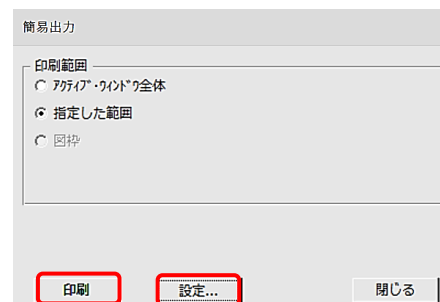 簡易出力
印刷範囲
ｱｸﾃｨﾌﾞ･ｳｨﾝﾄﾞｳ全体
指定した範囲
図枠
印刷 設定... 閉じる